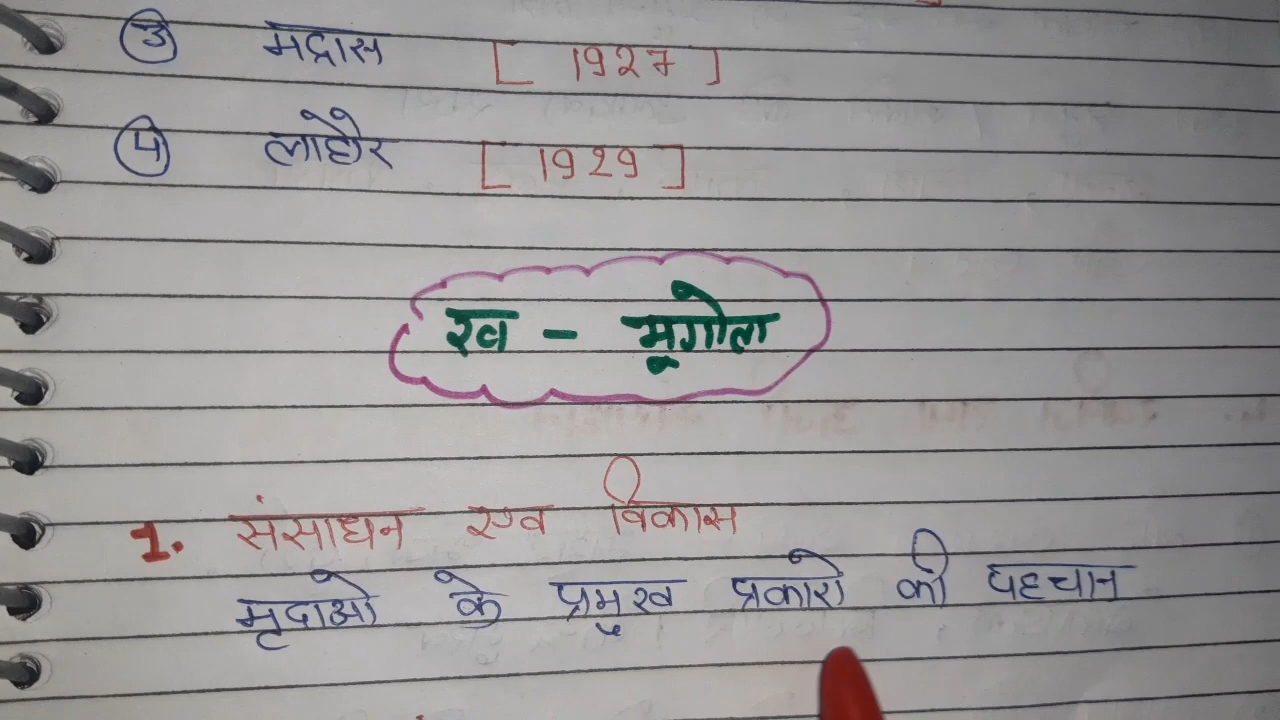 ③ मद्रास [ 1927 ]
④ लाहौर [ 1929 ]
ख - भूगोल
1. संसाधन एव विकास
मृदाओ के प्रमुख प्रकारो की पहचान